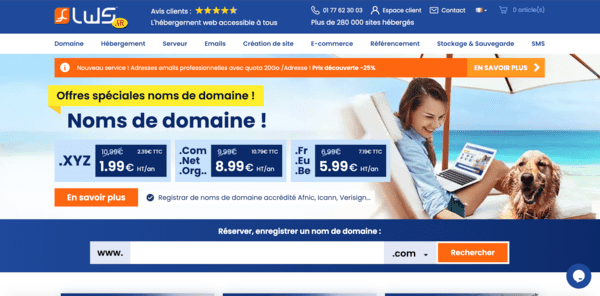 LWS .FR
Avis clients :
L'hébergement web accessible à tous
01 77 62 30 03 Espace client Contact 0 article(s)
Plus de 280 000 sites hébergés
Domaine Hébergement Serveur Emails Création de site E-commerce Référencement Stockage & Sauvegarde SMS
Nouveau service ! Adresses emails professionnelles avec quota 20Go /Adresse ! Prix découverte -25% EN SAVOIR PLUS
Offres spéciales noms de domaine !
Noms de domaine !
.XYZ
10,99€ 2.39€ TTC
1.99€ HT/an
.Com
.Net
.Org..
9,99€ 10.79€ TTC
8.99€ HT/an
.Fr
.Eu
.Be
6,99€ 7.19€ TTC
5.99€ HT/an
En savoir plus
Registrar de noms de domaine accrédité Afnic, Icann, Verisign...
Réserver, enregistrer un nom de domaine :
www. .com Rechercher